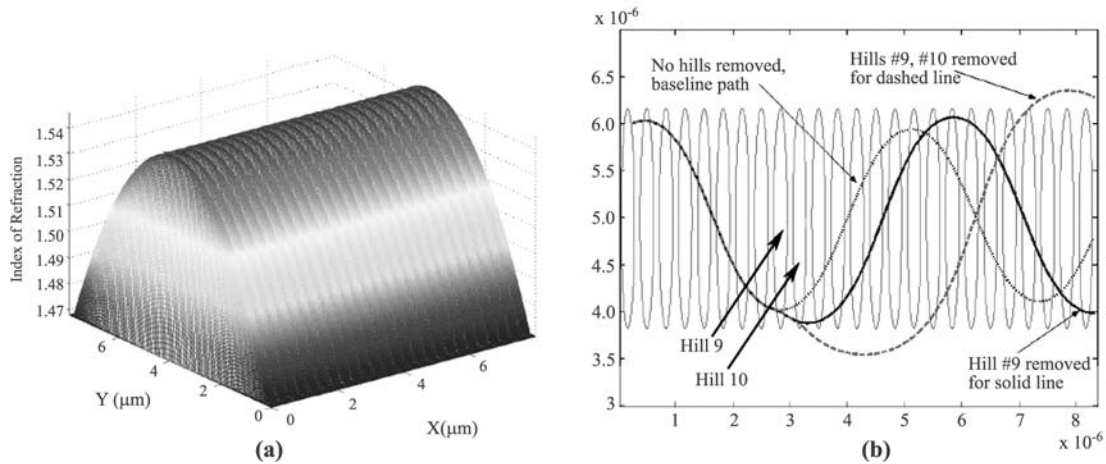 1.54
1.53
1.52
1.51
1.50
1.49
1.48
1.47
Index of Refraction
6
4
2
0
Y (μm)
0
2
4
6
X(μm)
(a)
x 10⁻⁶
6.5
6.0
5.5
5.0
4.5
4.0
3.5
3
No hills removed,
baseline path
Hills #9, #10 removed
for dashed line
Hill 9
Hill 10
Hill #9 removed
for solid line
1 2 3 4 5 6 7 8
x 10⁻⁶
(b)